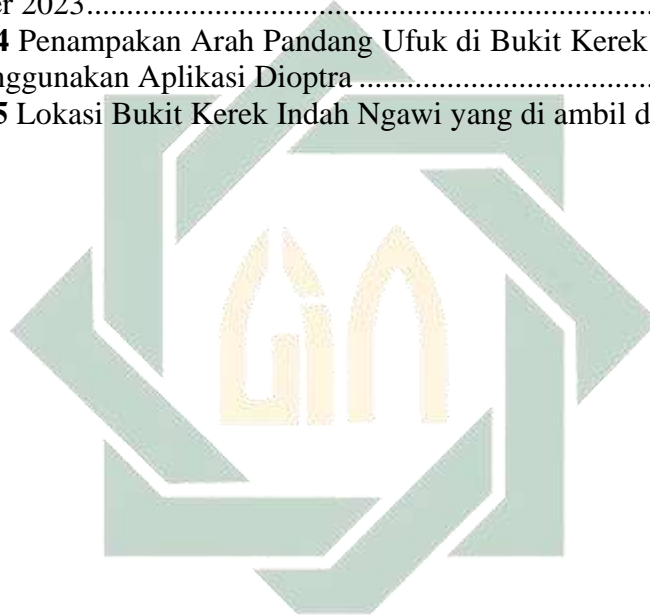 er 2023
4 Penampakan Arah Pandang Ufuk di Bukit Kerek
nggunakan Aplikasi Dioptra
5 Lokasi Bukit Kerek Indah Ngawi yang di ambil d
UIN